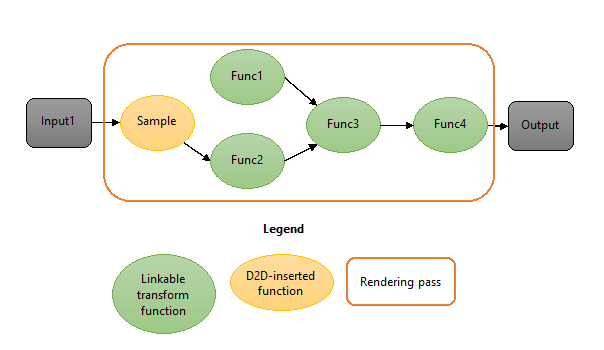 Func1
Input1
Sample
Func3
Func4
Output
Func2
Legend
Linkable
transform
function
D2D-inserted
function
Rendering pass